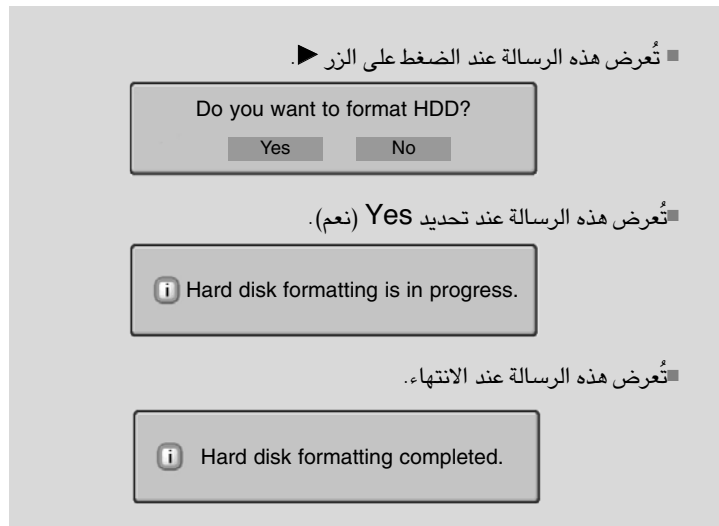 ■ تُعرض هذه الرسالة عند الضغط على الزر ▶.
Do you want to format HDD?
Yes No
■ تُعرض هذه الرسالة عند تحديد Yes (نعم).
Hard disk formatting is in progress.
■ تُعرض هذه الرسالة عند الانتهاء.
Hard disk formatting completed.